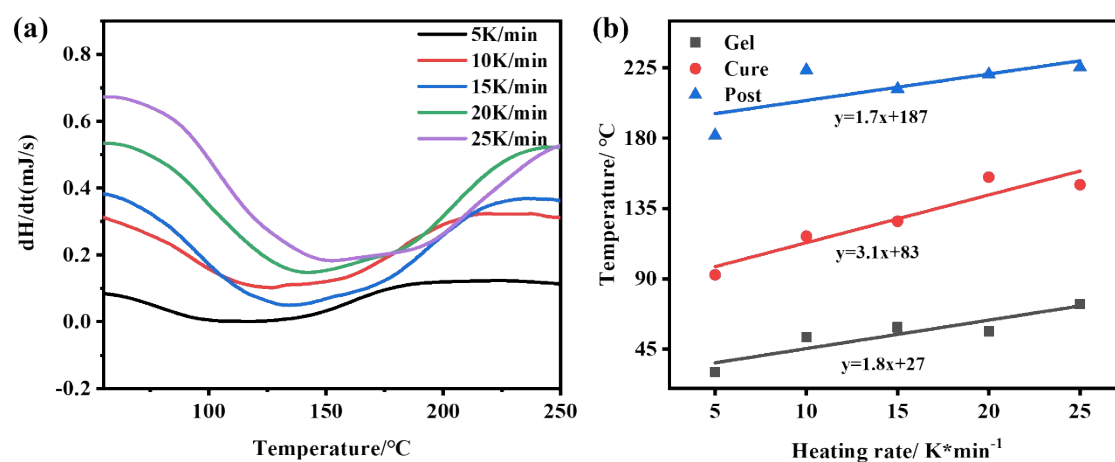 (a)
0.8
0.6
0.4
0.2
0.0
-0.2
dH/dt(mJ/s)
5K/min
10K/min
15K/min
20K/min
25K/min
100
150
200
250
Temperature/°C
(b)
Gel
Cure
Post
225
180
135
90
45
Temperature/ °C
y=1.7x+187
y=3.1x+83
y=1.8x+27
5
10
15
20
25
Heating rate/ K*min⁻¹